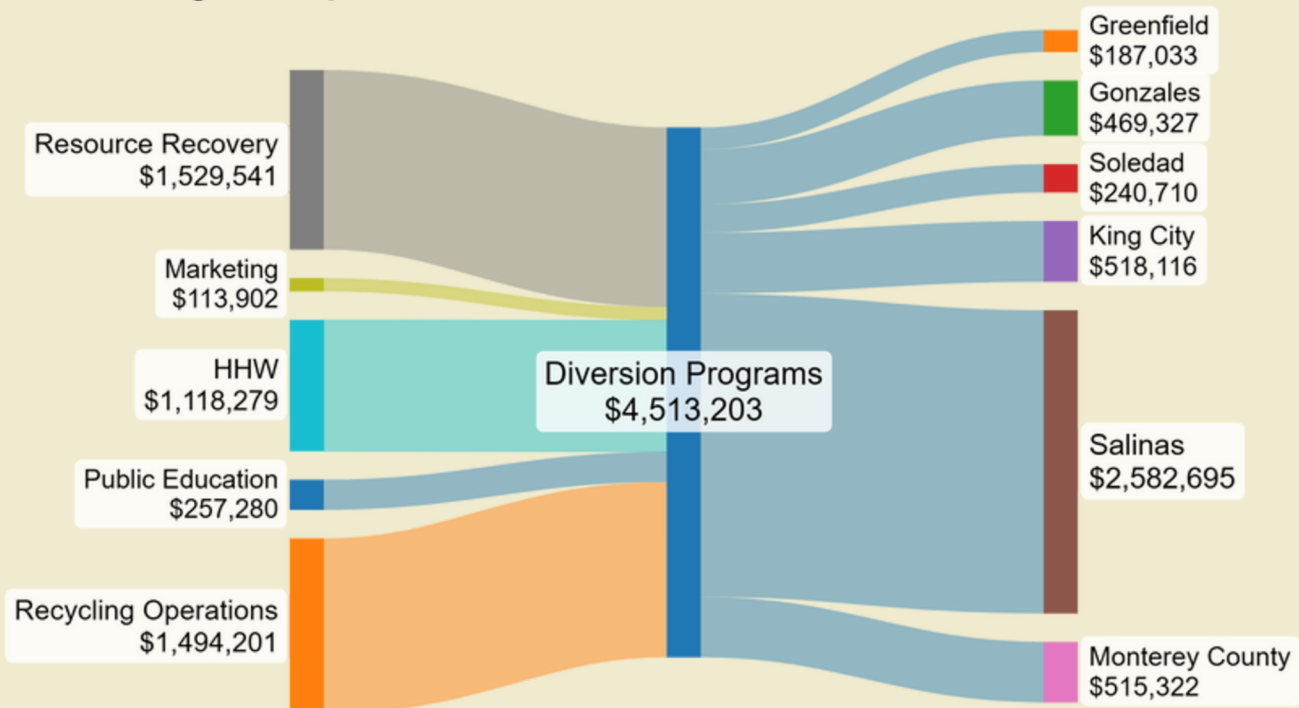 Resource Recovery
$1,529,541
Marketing
$113,902
HHW
$1,118,279
Public Education
$257,280
Recycling Operations
$1,494,201
Diversion Programs
$4,513,203
Greenfield
$187,033
Gonzales
$469,327
Soledad
$240,710
King City
$518,116
Salinas
$2,582,695
Monterey County
$515,322